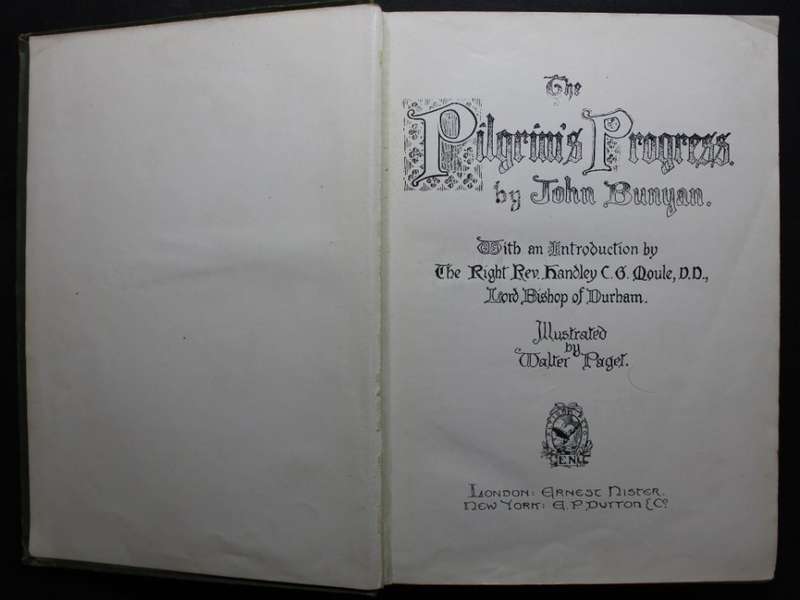 The
Pilgrim's Progress.
by John Bunyan.
With an Introduction by
The Right Rev. Handley C. G. Moule, D.D.,
Lord Bishop of Durham.
Illustrated
by
Walter Paget.
E.N.
London: Ernest Nister.
New York: E. P. Dutton & Co.